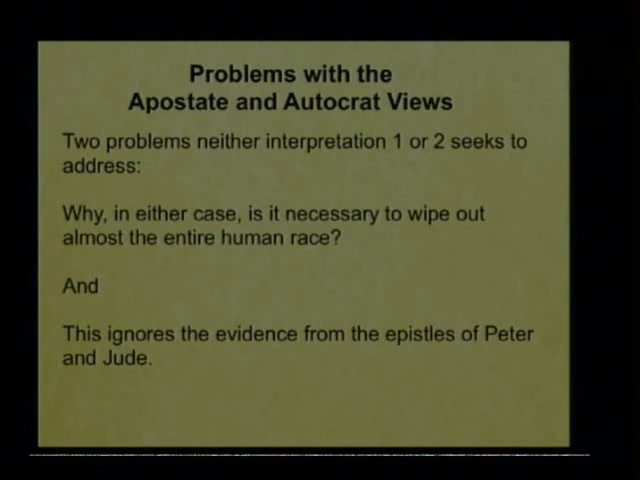 Problems with the
Apostate and Autocrat Views
Two problems neither interpretation 1 or 2 seeks to
address:
Why, in either case, is it necessary to wipe out
almost the entire human race?
And
This ignores the evidence from the epistles of Peter
and Jude.